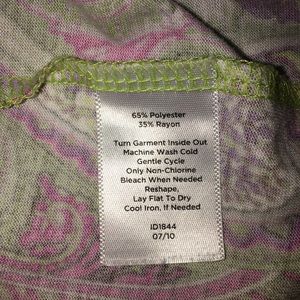 65% Polyester
35% Rayon
Turn Garment Inside Out
Machine Wash Cold
Gentle Cycle
Only Non-Chlorine
Bleach When Needed
Reshape,
Lay Flat To Dry
Cool Iron, If Needed
ID1844
07/10